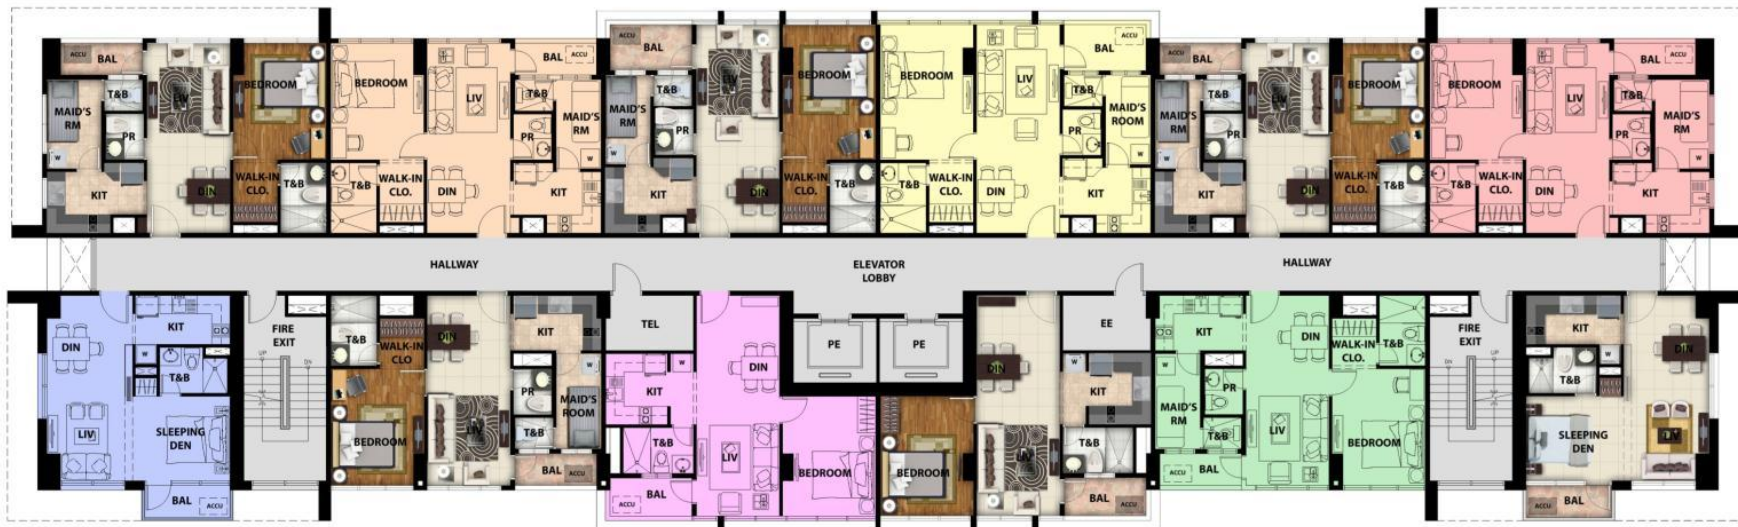 ACCU
BAL
LIV
BEDROOM
MAID'S
RM
T&B
PR
W
KIT
DIN
WALK-IN
CLO.
T&B
BEDROOM
LIV
BAL
ACCU
T&B
MAID'S
RM
PR
W
T&B
WALK-IN
CLO.
DIN
KIT
ACCU
BAL
LIV
BEDROOM
MAID'S
RM
T&B
PR
W
KIT
DIN
WALK-IN
CLO.
T&B
BEDROOM
LIV
BAL
ACCU
T&B
MAID'S
ROOM
PR
W
T&B
WALK-IN
CLO.
DIN
KIT
ACCU
BAL
LIV
BEDROOM
MAID'S
RM
T&B
PR
W
KIT
DIN
WALK-IN
CLO.
T&B
BEDROOM
LIV
BAL
ACCU
T&B
MAID'S
RM
PR
W
T&B
WALK-IN
CLO.
DIN
KIT
HALLWAY
ELEVATOR
LOBBY
HALLWAY
DIN
KIT
W
T&B
LIV
SLEEPING
DEN
BAL
ACCU
FIRE
EXIT
UP
DN
T&B
WALK-IN
CLO
DIN
KIT
W
PR
MAID'S
ROOM
BEDROOM
LIV
T&B
BAL
ACCU
TEL
KIT
W
DIN
T&B
LIV
BEDROOM
ACCU
BAL
PE
PE
EE
DIN
W
KIT
BEDROOM
LIV
T&B
BAL
ACCU
KIT
DIN
WALK-IN
CLO.
T&B
W
PR
MAID'S
RM
T&B
LIV
BEDROOM
ACCU
BAL
FIRE
EXIT
DN
UP
KIT
DIN
W
T&B
SLEEPING
DEN
LIV
ACCU
BAL